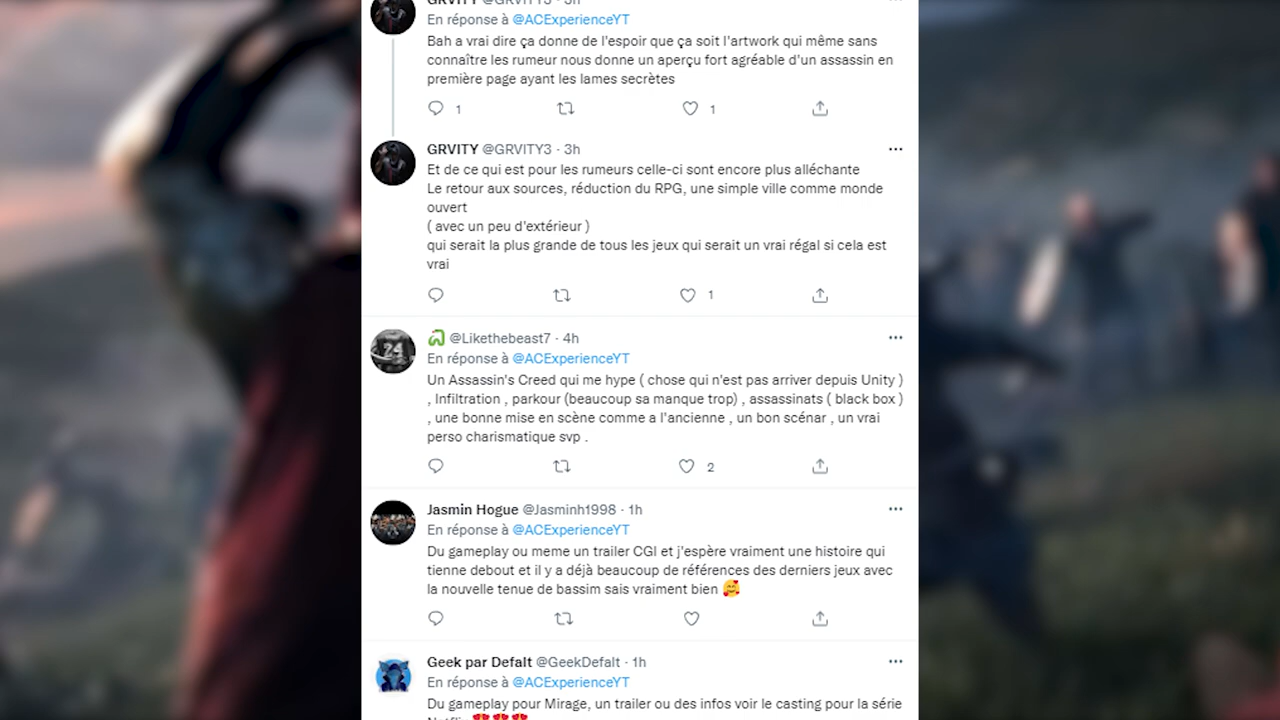 GRVITY @GRVITY3 · 3h
En réponse à @ACExperienceYT
Bah a vrai dire ça donne de l'espoir que ça soit l'artwork qui même sans
connaître les rumeur nous donne un aperçu fort agréable d'un assassin en
première page ayant les lames secrètes
1 1
GRVITY @GRVITY3 · 3h
Et de ce qui est pour les rumeurs celle-ci sont encore plus alléchante
Le retour aux sources, réduction du RPG, une simple ville comme monde
ouvert
( avec un peu d'extérieur )
qui serait la plus grande de tous les jeux qui serait un vrai régal si cela est
vrai
1
@Likethebeast7 · 4h
En réponse à @ACExperienceYT
Un Assassin's Creed qui me hype ( chose qui n'est pas arriver depuis Unity )
, Infiltration , parkour (beaucoup sa manque trop) , assassinats ( black box )
, une bonne mise en scène comme a l'ancienne , un bon scénar , un vrai
perso charismatique svp .
2
Jasmin Hogue @Jasminh1998 · 1h
En réponse à @ACExperienceYT
Du gameplay ou meme un trailer CGI et j'espère vraiment une histoire qui
tienne debout et il y a déjà beaucoup de références des derniers jeux avec
la nouvelle tenue de bassim sais vraiment bien 🥰
Geek par Defalt @GeekDefalt · 1h
En réponse à @ACExperienceYT
Du gameplay pour Mirage, un trailer ou des infos voir le casting pour la série
Netflix